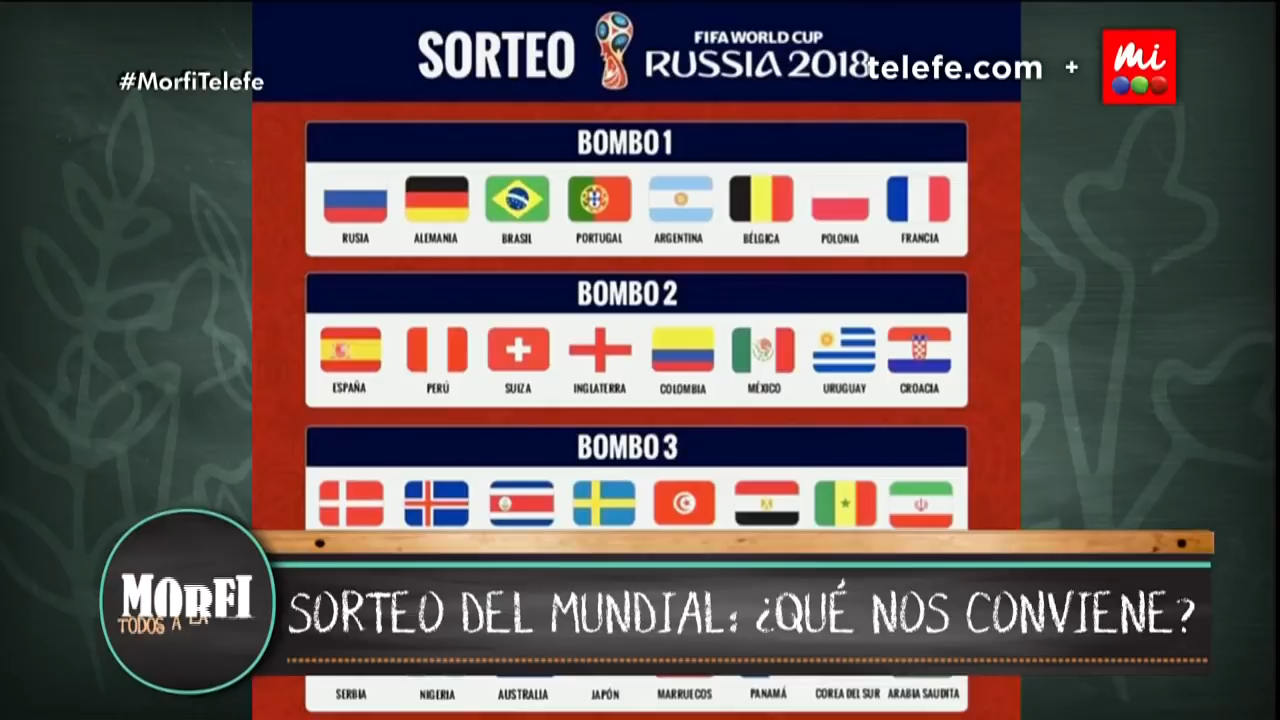 #MorfiTelefe
SORTEO
FIFA WORLD CUP
RUSSIA 2018
telefe.com +
mi
BOMBO 1
RUSIA ALEMANIA BRASIL PORTUGAL ARGENTINA BÉLGICA POLONIA FRANCIA
BOMBO 2
ESPAÑA PERÚ SUIZA INGLATERRA COLOMBIA MÉXICO URUGUAY CROACIA
BOMBO 3
MORFI
TODOS A LA
SORTEO DEL MUNDIAL: ¿QUÉ NOS CONVIENE?
SERBIA NIGERIA AUSTRALIA JAPÓN MARRUECOS PANAMÁ COREA DEL SUR ARABIA SAUDITA